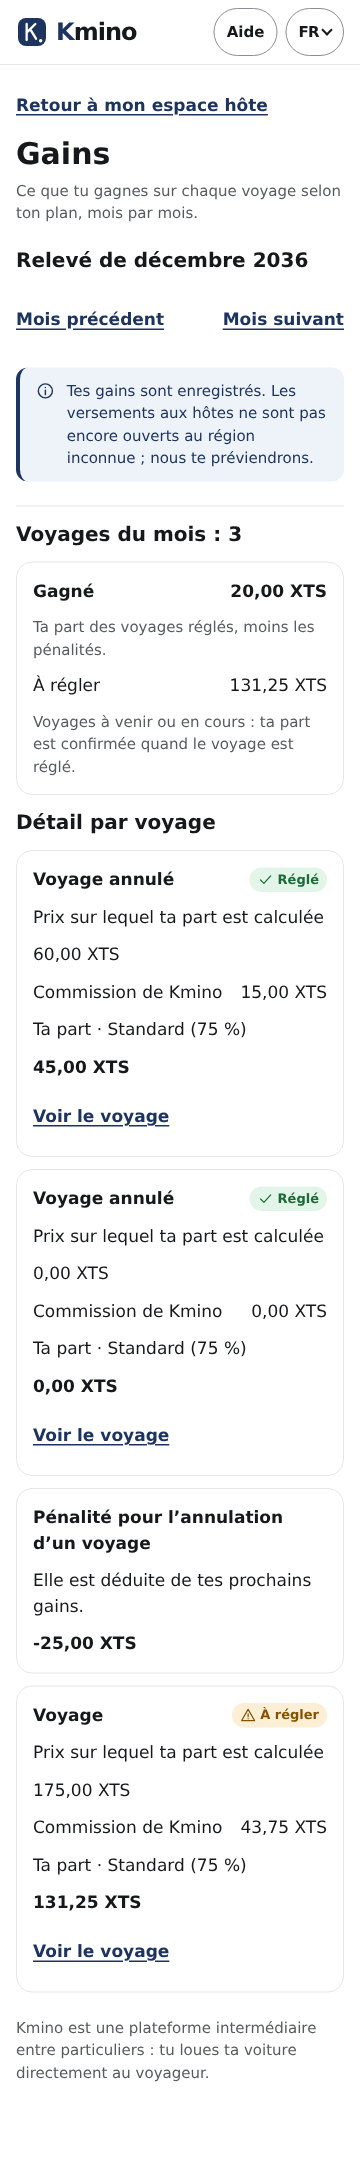 Kmino
Aide
FR
Retour à mon espace hôte
Gains
Ce que tu gagnes sur chaque voyage selon
ton plan, mois par mois.
Relevé de décembre 2036
Mois précédent Mois suivant
Tes gains sont enregistrés. Les
versements aux hôtes ne sont pas
encore ouverts au région
inconnue ; nous te préviendrons.
Voyages du mois : 3
Gagné 20,00 XTS
Ta part des voyages réglés, moins les
pénalités.
À régler 131,25 XTS
Voyages à venir ou en cours : ta part
est confirmée quand le voyage est
réglé.
Détail par voyage
Voyage annulé Réglé
Prix sur lequel ta part est calculée
60,00 XTS
Commission de Kmino 15,00 XTS
Ta part · Standard (75 %)
45,00 XTS
Voir le voyage
Voyage annulé Réglé
Prix sur lequel ta part est calculée
0,00 XTS
Commission de Kmino 0,00 XTS
Ta part · Standard (75 %)
0,00 XTS
Voir le voyage
Pénalité pour l’annulation
d’un voyage
Elle est déduite de tes prochains
gains.
-25,00 XTS
Voyage À régler
Prix sur lequel ta part est calculée
175,00 XTS
Commission de Kmino 43,75 XTS
Ta part · Standard (75 %)
131,25 XTS
Voir le voyage
Kmino est une plateforme intermédiaire
entre particuliers : tu loues ta voiture
directement au voyageur.